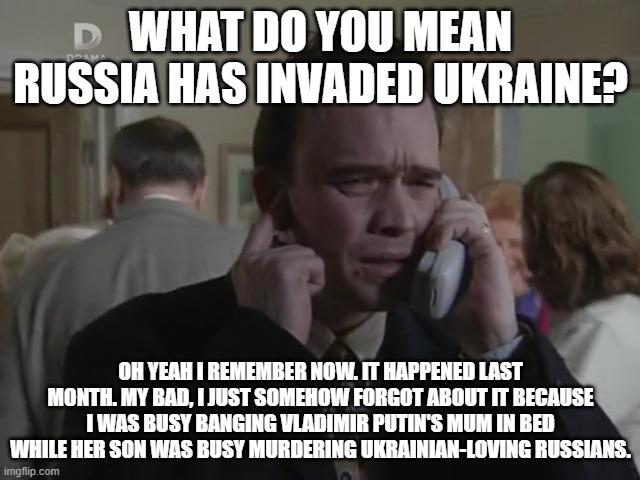 D
DRAMA
WHAT DO YOU MEAN
RUSSIA HAS INVADED UKRAINE?
OH YEAH I REMEMBER NOW. IT HAPPENED LAST
MONTH. MY BAD, I JUST SOMEHOW FORGOT ABOUT IT BECAUSE
I WAS BUSY BANGING VLADIMIR PUTIN'S MUM IN BED
WHILE HER SON WAS BUSY MURDERING UKRAINIAN-LOVING RUSSIANS.
imgflip.com